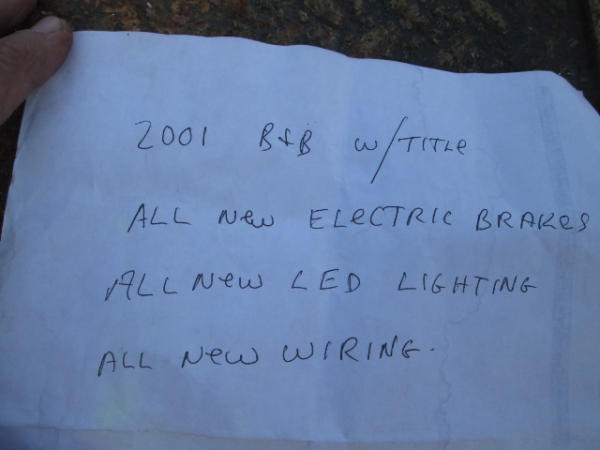 2001 B&B w/TITLe
ALL New ELeCTRIC BRAKeS
ALL New LED LIGHTING
ALL New WIRING.